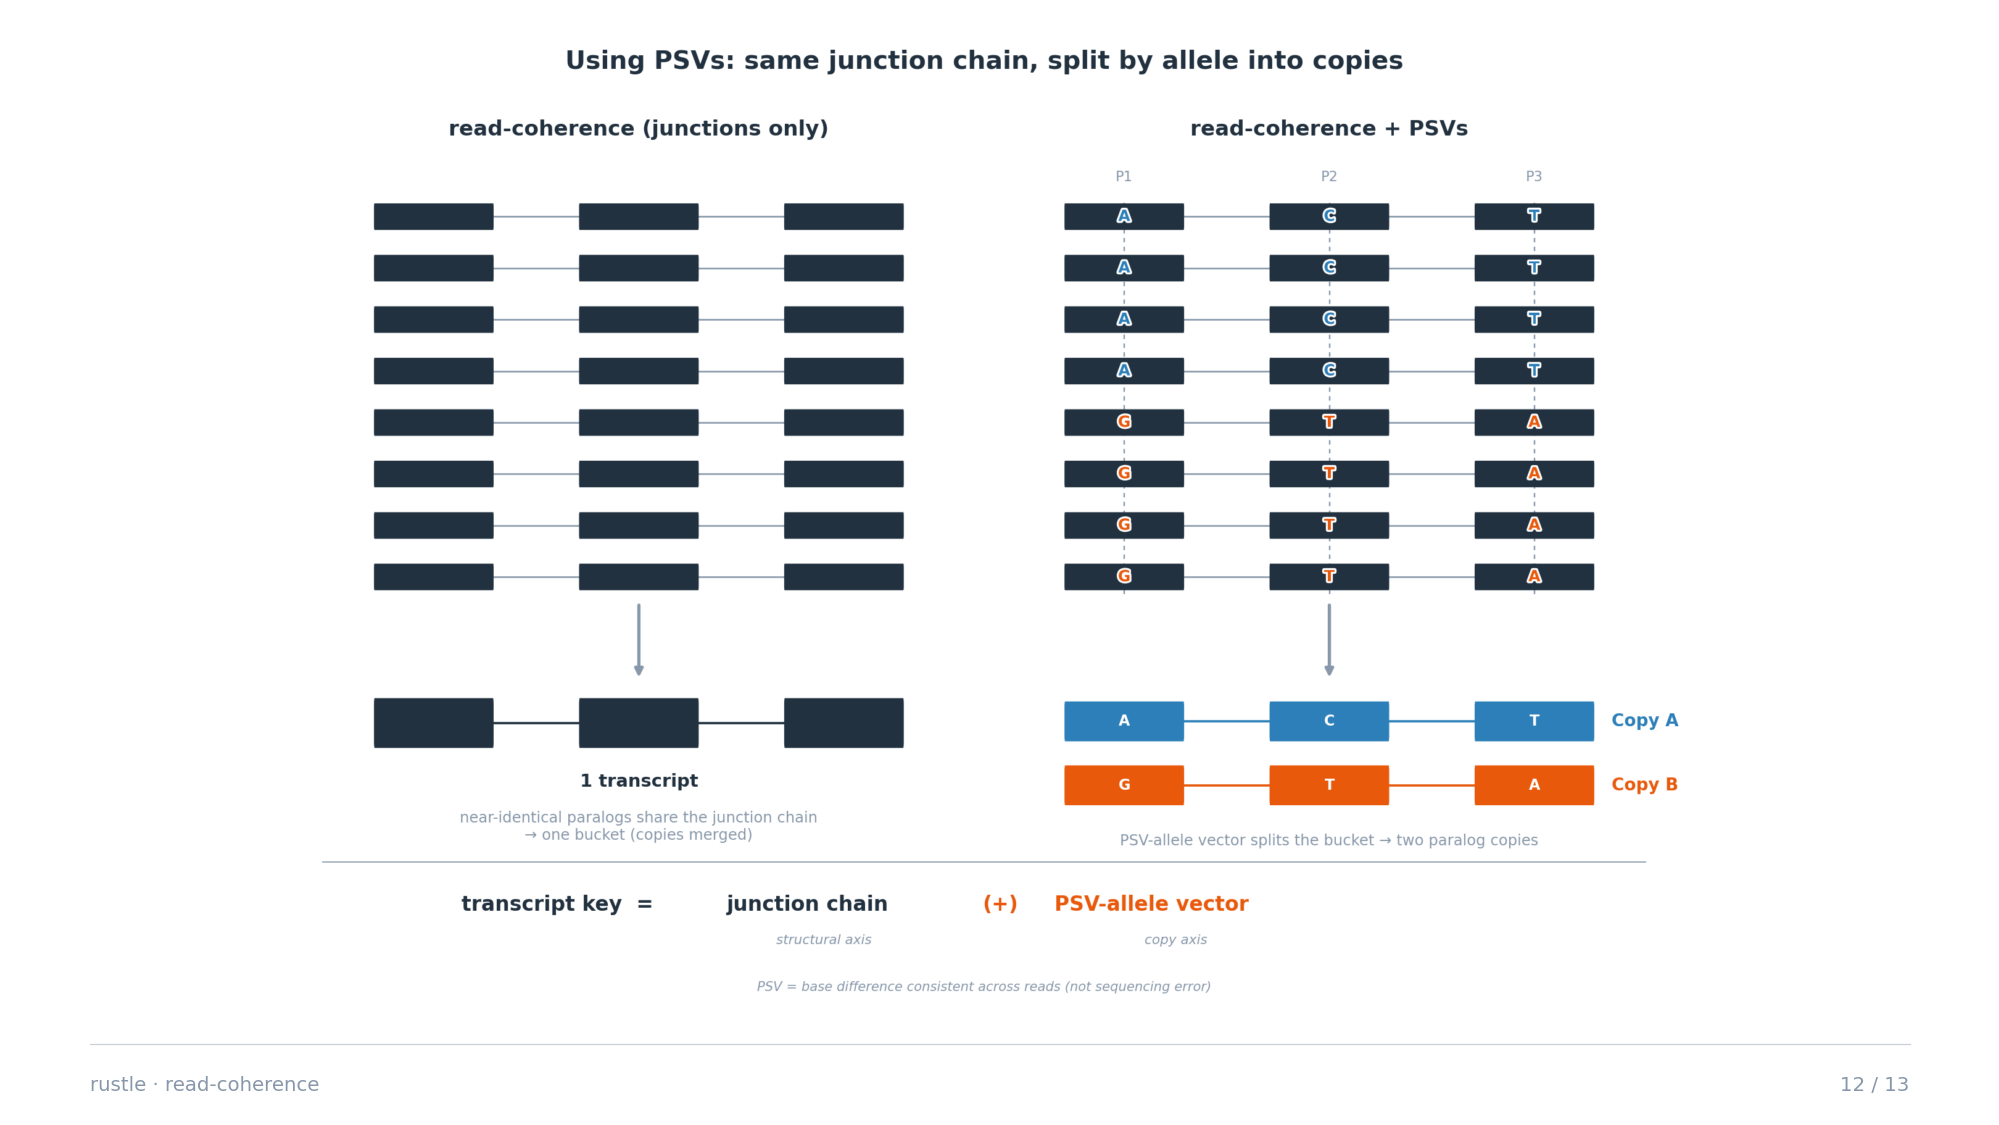 Using PSVs: same junction chain, split by allele into copies
read-coherence (junctions only)
read-coherence + PSVs
P1 P2 P3
A C T
A C T
A C T
A C T
G T A
G T A
G T A
G T A
1 transcript
near-identical paralogs share the junction chain
→ one bucket (copies merged)
A C T Copy A
G T A Copy B
PSV-allele vector splits the bucket → two paralog copies
transcript key = junction chain (+) PSV-allele vector
structural axis copy axis
PSV = base difference consistent across reads (not sequencing error)
rustle · read-coherence
12 / 13